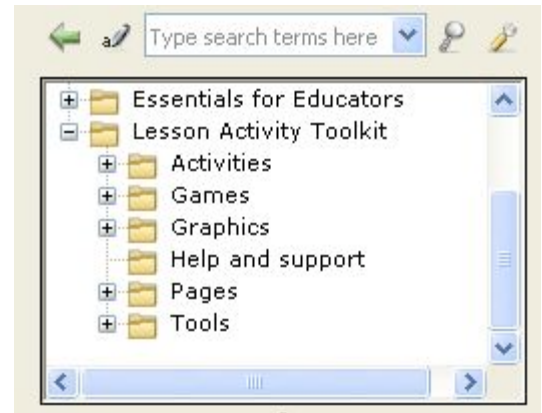 a
Type search terms here
Essentials for Educators
Lesson Activity Toolkit
Activities
Games
Graphics
Help and support
Pages
Tools